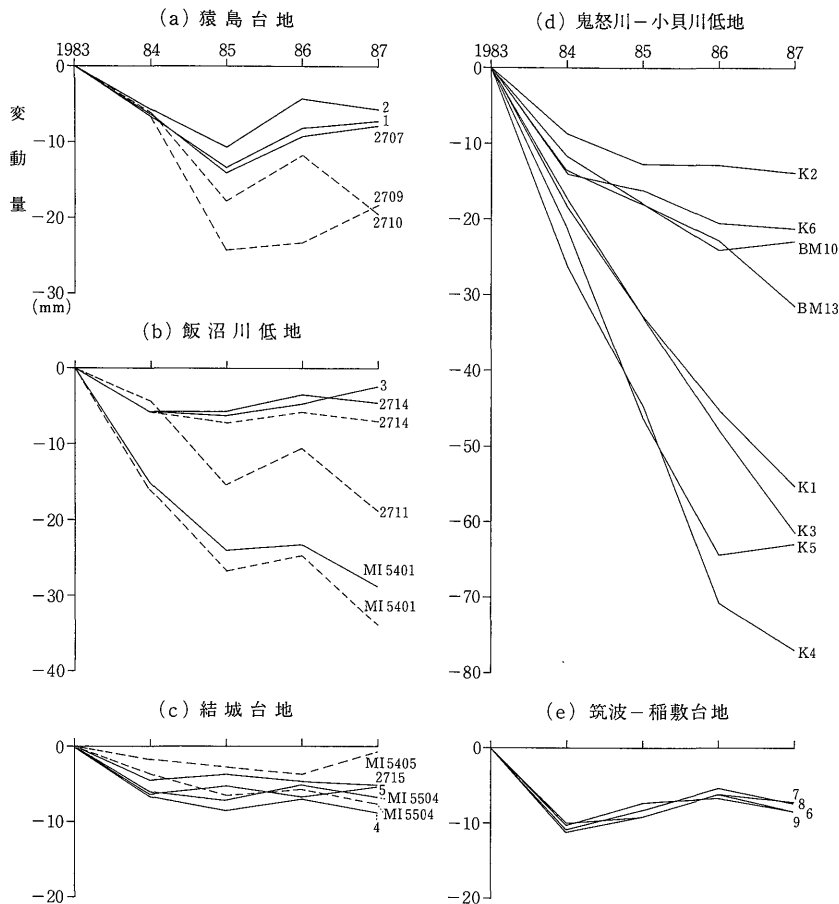 (a) 猿島台地
1983 84 85 86 87
0
-10
-20
-30
(mm)
変動量
2
1
2707
2709
2710
(b) 飯沼川低地
0
-10
-20
-30
-40
3
2714
2714
2711
MI 5401
MI 5401
(c) 結城台地
0
-10
-20
MI 5405
2715
5
MI 5504
MI 5504
4
(d) 鬼怒川-小貝川低地
1983 84 85 86 87
0
-10
-20
-30
-40
-50
-60
-70
-80
K2
K6
BM10
BM13
K1
K3
K5
K4
(e) 筑波-稲敷台地
0
-10
-20
7
8
6
9